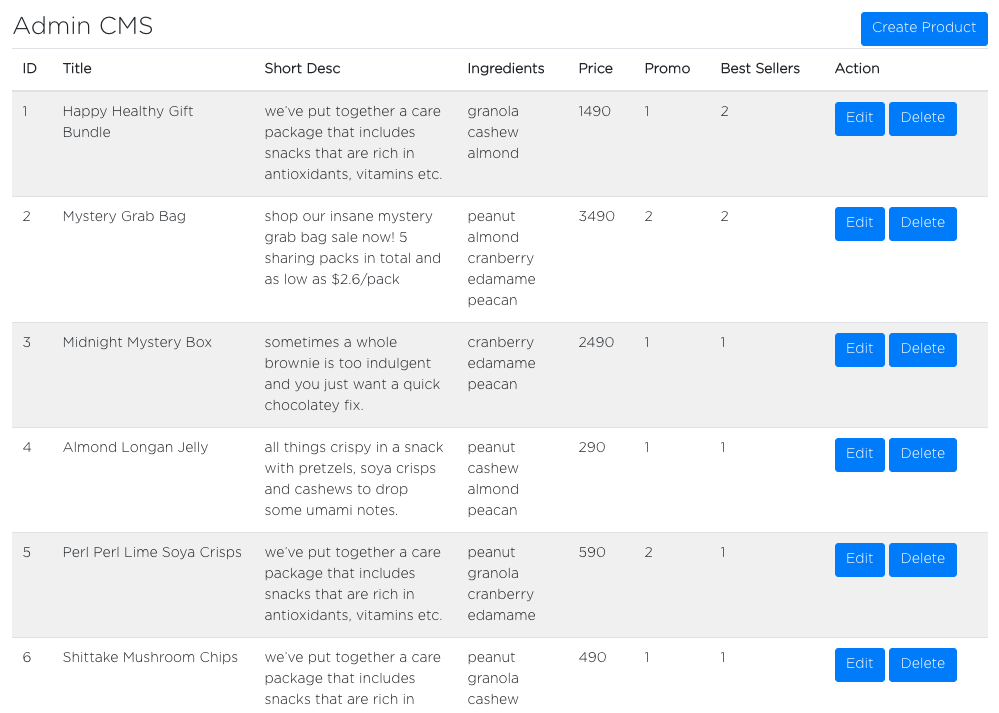 Admin CMS
Create Product
ID Title Short Desc Ingredients Price Promo Best Sellers Action
1 Happy Healthy Gift we've put together a care granola 1490 1 2 Edit Delete
Bundle package that includes cashew
snacks that are rich in almond
antioxidants, vitamins etc.
2 Mystery Grab Bag shop our insane mystery peanut 3490 2 2 Edit Delete
grab bag sale now! 5 almond
sharing packs in total and cranberry
as low as $2.6/pack edamame
peacan
3 Midnight Mystery Box sometimes a whole cranberry 2490 1 1 Edit Delete
brownie is too indulgent edamame
and you just want a quick peacan
chocolatey fix.
4 Almond Longan Jelly all things crispy in a snack peanut 290 1 1 Edit Delete
with pretzels, soya crisps cashew
and cashews to drop almond
some umami notes. peacan
5 Perl Perl Lime Soya Crisps we've put together a care peanut 590 2 1 Edit Delete
package that includes granola
snacks that are rich in cranberry
antioxidants, vitamins etc. edamame
6 Shittake Mushroom Chips we've put together a care peanut 490 1 1 Edit Delete
package that includes granola
snacks that are rich in cashew